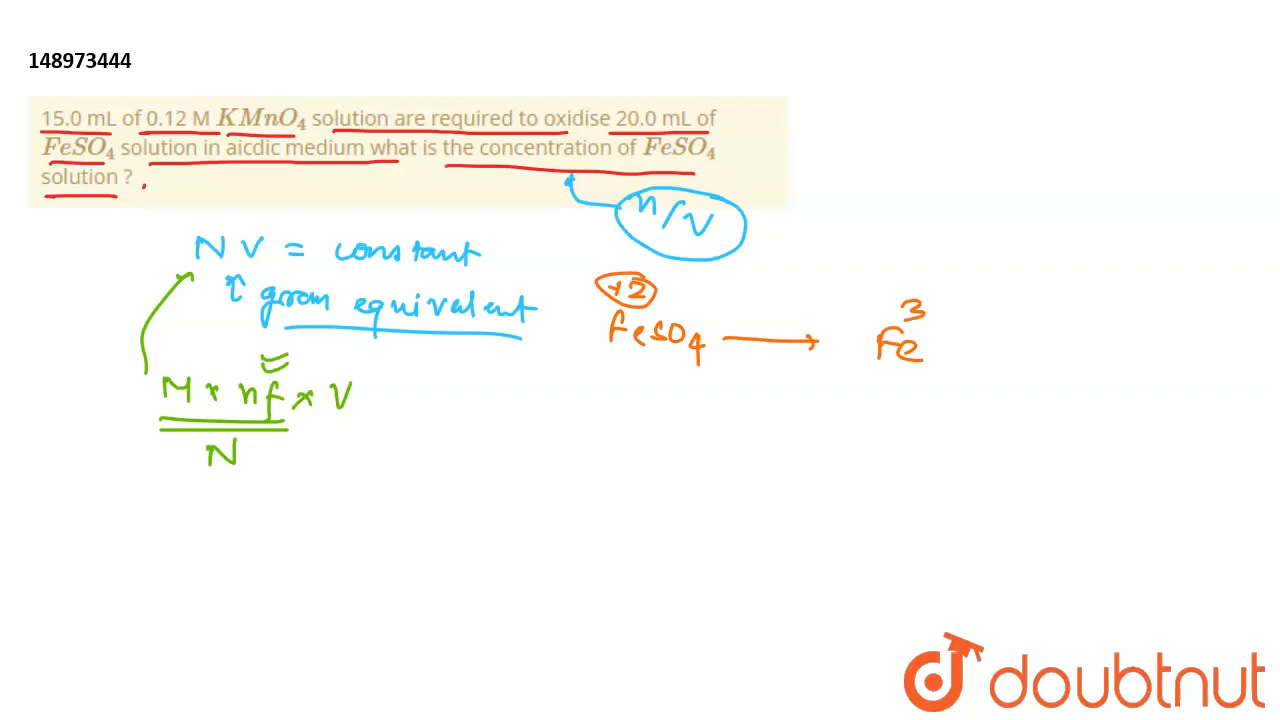 148973444
15.0 mL of 0.12 M KMnO₄ solution are required to oxidise 20.0 mL of
FeSO₄ solution in aicdic medium what is the concentration of FeSO₄
solution ? .
n/V
NV = constant
gram equivalent
+2
FeSO₄ ⟶ Fe³
M × nf × V
N
doubtnut